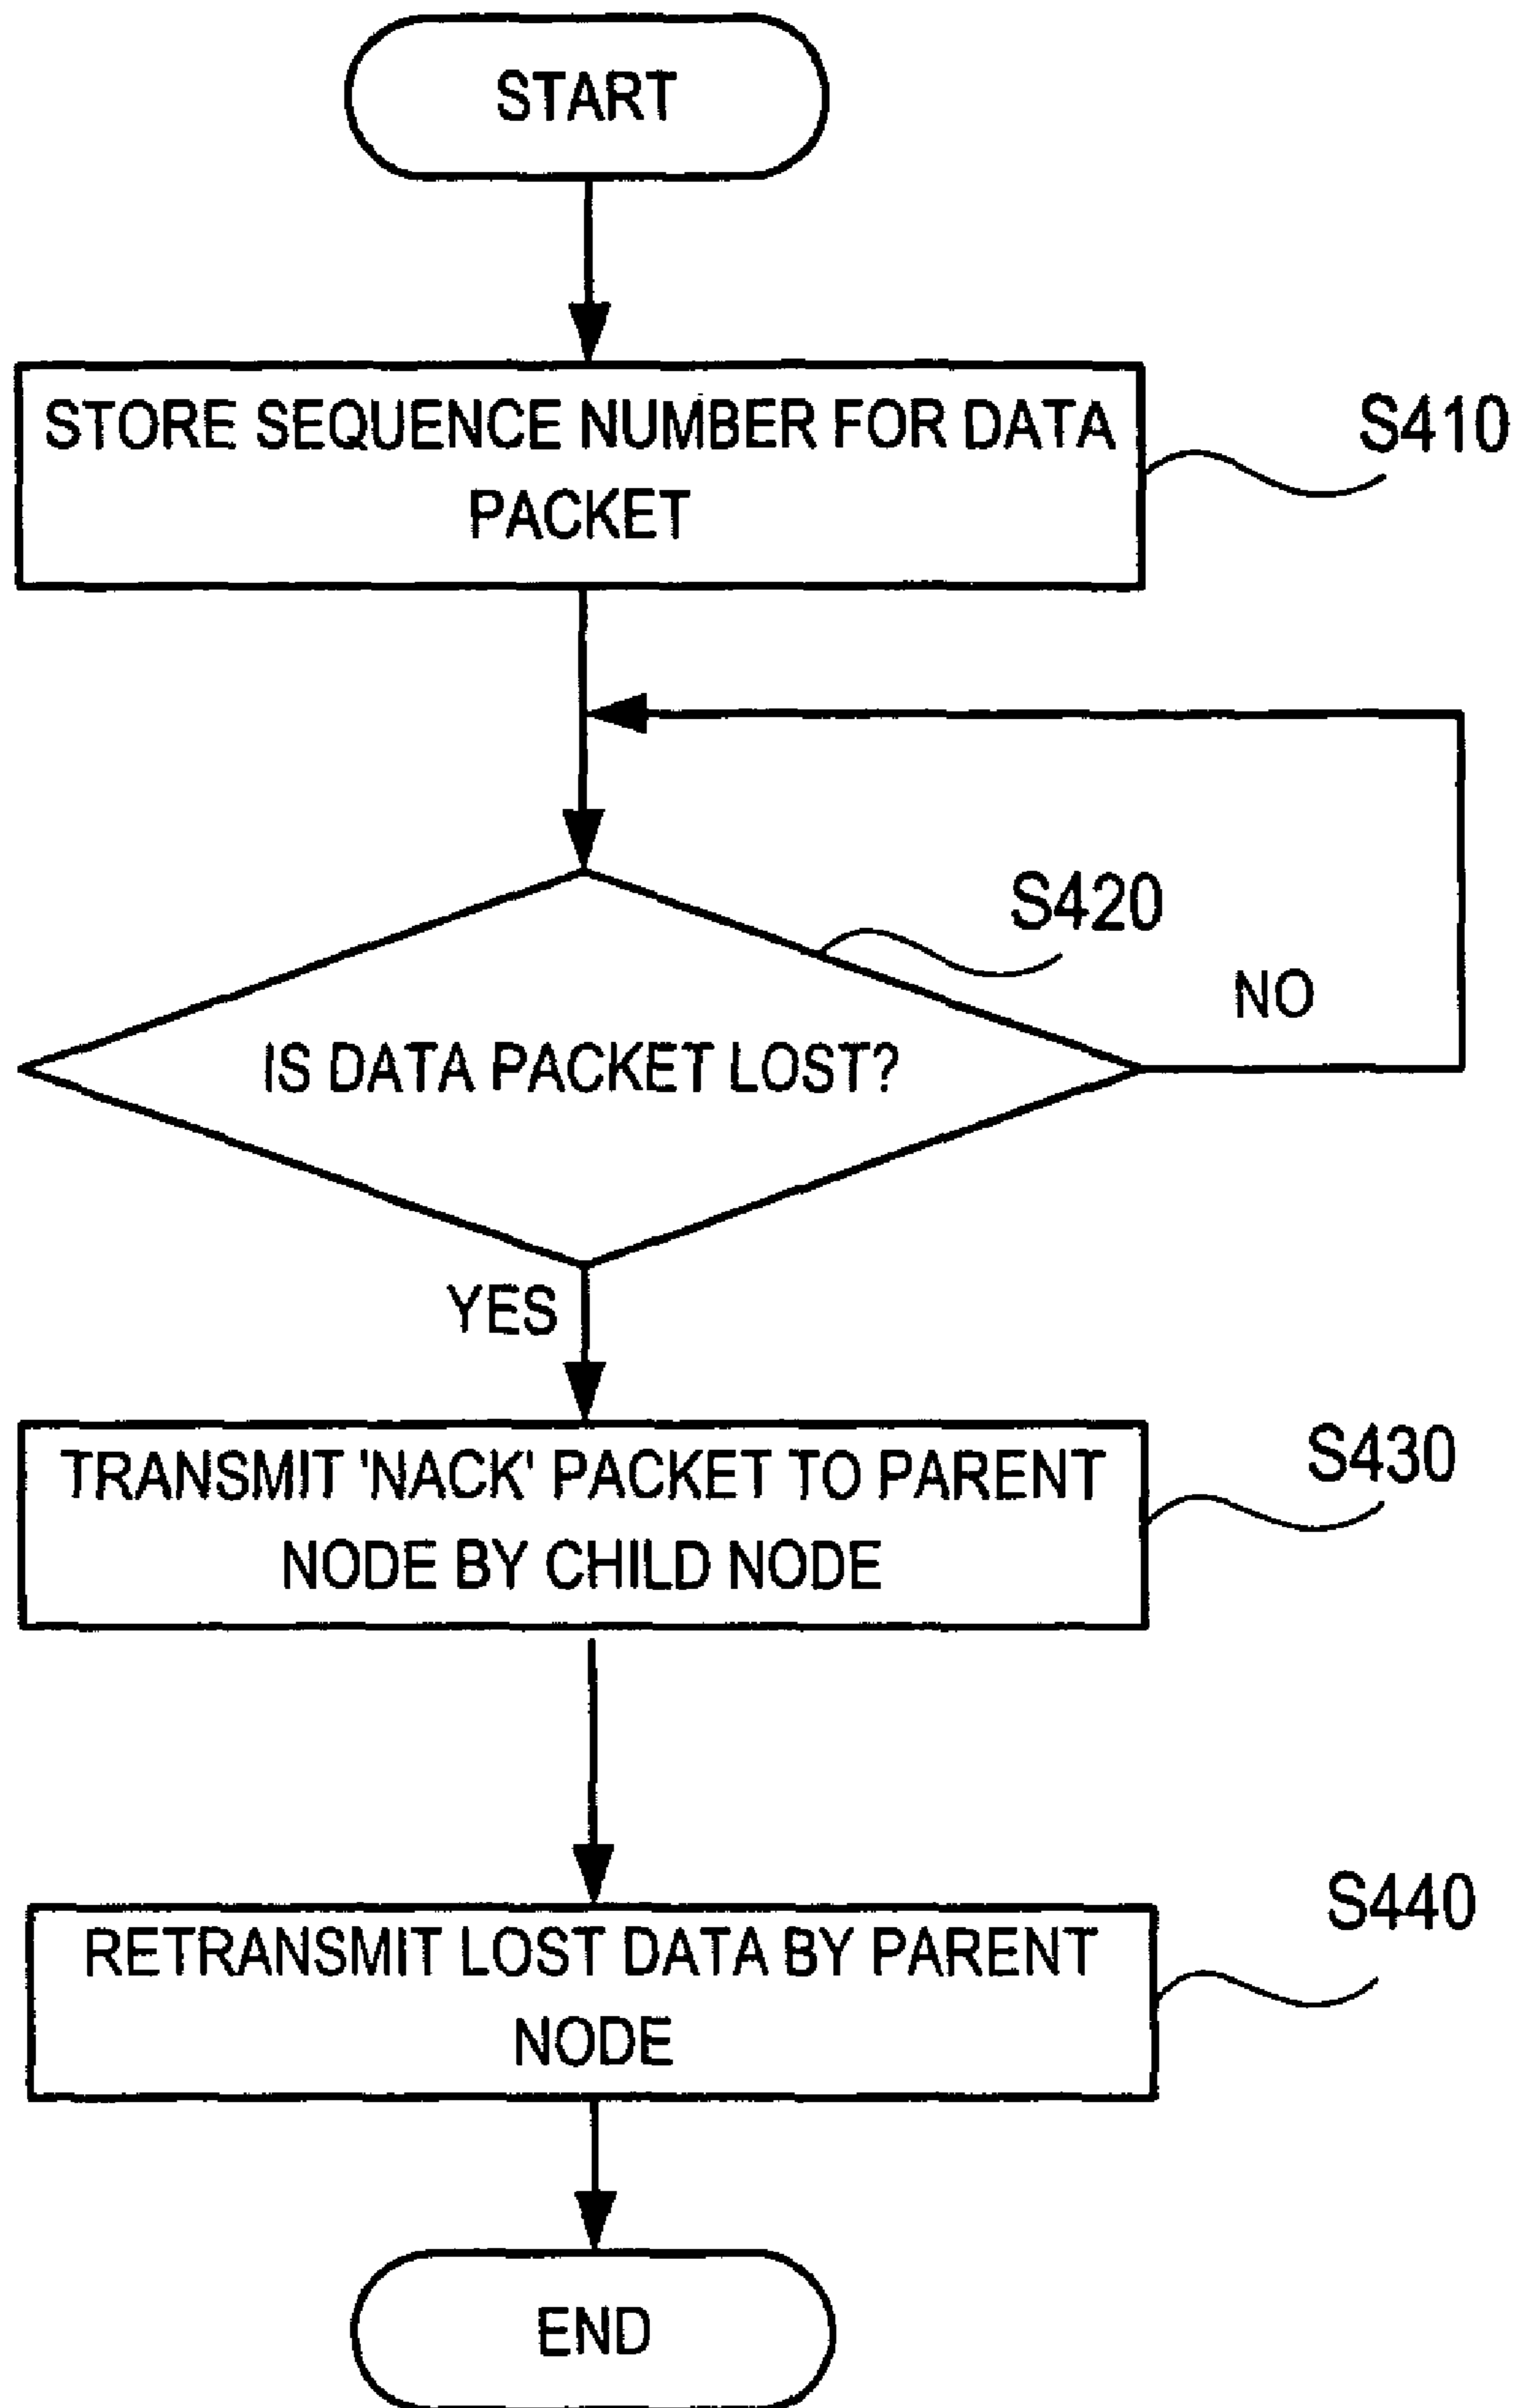 START
STORE SEQUENCE NUMBER FOR DATA
PACKET
S410
S420
NO
IS DATA PACKET LOST?
YES
TRANSMIT 'NACK' PACKET TO PARENT
NODE BY CHILD NODE
S430
RETRANSMIT LOST DATA BY PARENT
NODE
S440
END